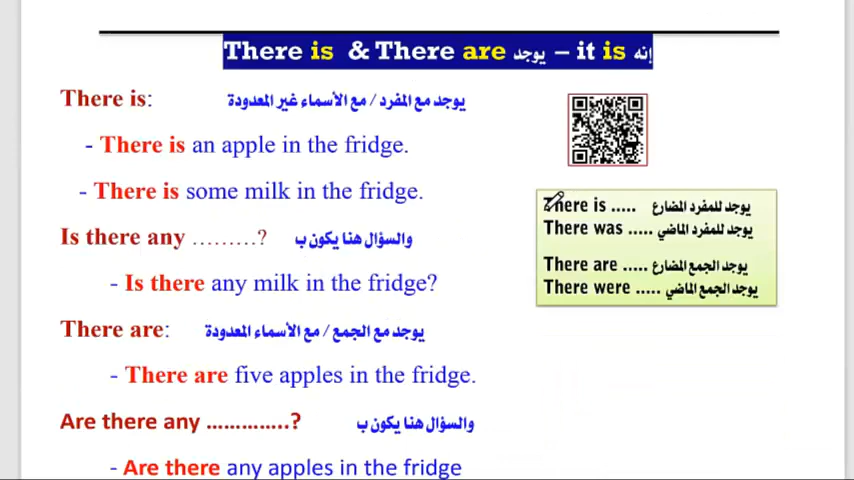 There is & There are يوجد – it is إنه
There is: يوجد مع المفرد / مع الأسماء غير المعدودة
- There is an apple in the fridge.
- There is some milk in the fridge.
Is there any .........? والسؤال هنا يكون ب
- Is there any milk in the fridge?
There are: يوجد مع الجمع / مع الأسماء المعدودة
- There are five apples in the fridge.
Are there any ..............? والسؤال هنا يكون ب
- Are there any apples in the fridge
There is ..... يوجد للمفرد المضارع
There was ..... يوجد للمفرد الماضي
There are ..... يوجد الجمع المضارع
There were ..... يوجد الجمع الماضي